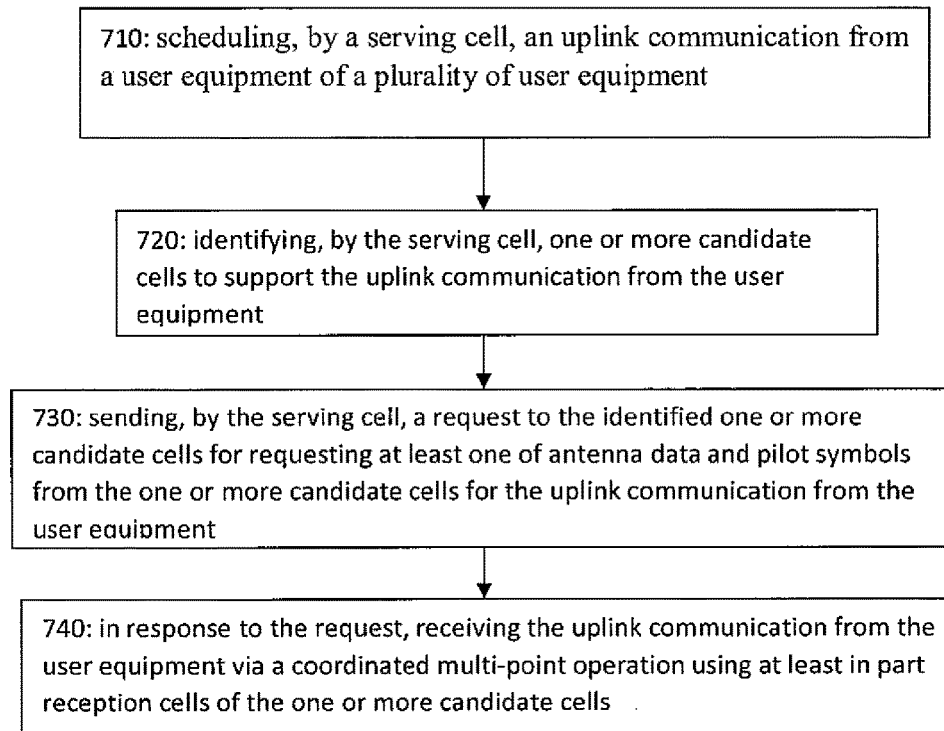 710: scheduling, by a serving cell, an uplink communication from
a user equipment of a plurality of user equipment
720: identifying, by the serving cell, one or more candidate
cells to support the uplink communication from the user
equipment
730: sending, by the serving cell, a request to the identified one or more
candidate cells for requesting at least one of antenna data and pilot symbols
from the one or more candidate cells for the uplink communication from the
user equipment
740: in response to the request, receiving the uplink communication from the
user equipment via a coordinated multi-point operation using at least in part
reception cells of the one or more candidate cells